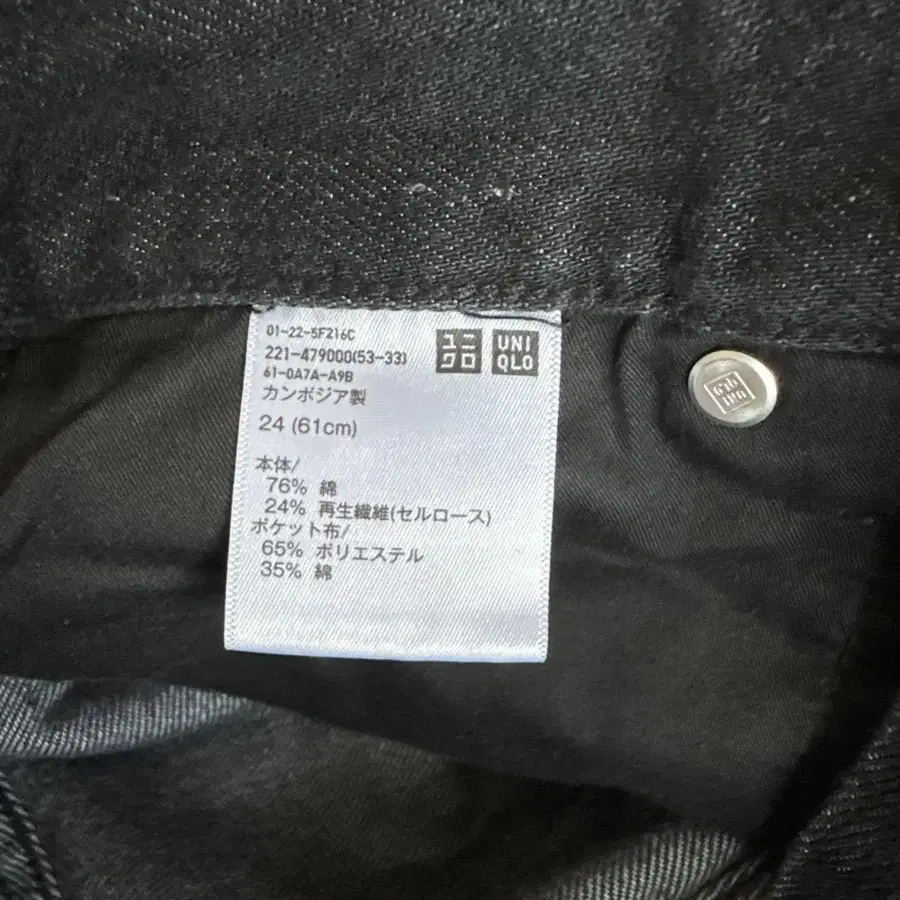 01-22-5F216C
221-479000(53-33)
61-0A7A-A9B
カンボジア製
ユニ
クロ
UNI
QLO
24 (61cm)
本体/
76% 綿
24% 再生繊維(セルロース)
ポケット布/
65% ポリエステル
35% 綿
UNI
QLO